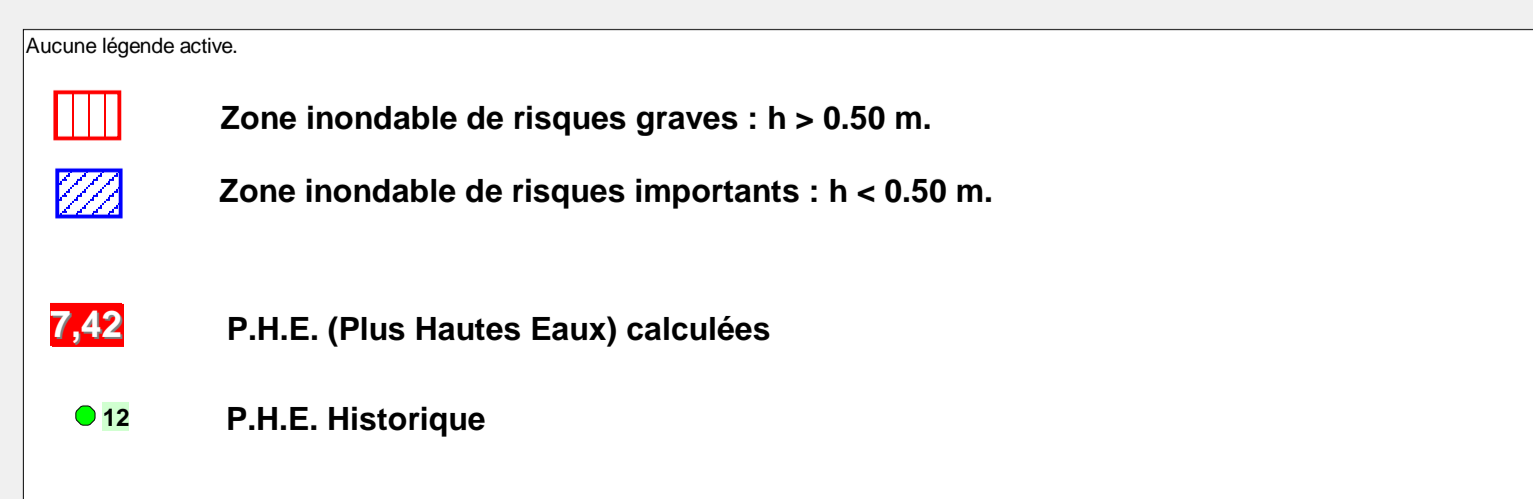 Aucune légende active.
Zone inondable de risques graves : h > 0.50 m.
Zone inondable de risques importants : h < 0.50 m.
7,42 P.H.E. (Plus Hautes Eaux) calculées
12 P.H.E. Historique